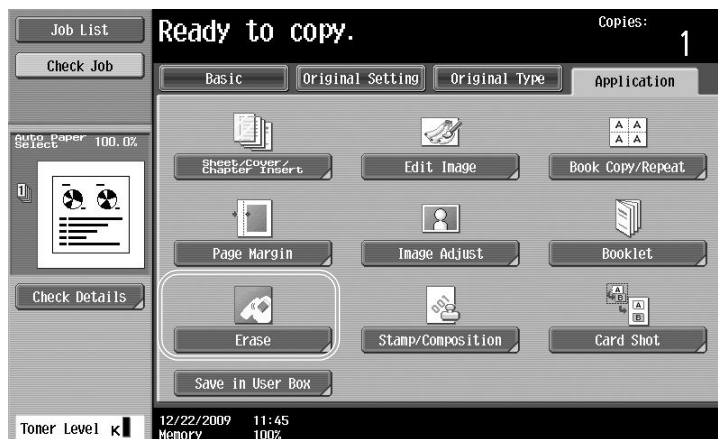 Job List
Ready to copy.
Copies:
1
Check Job
Basic
Original Setting
Original Type
Application
Auto Paper
Select
100.0%
1
Sheet/Cover/
Chapter Insert
Edit Image
A A
A A
Book Copy/Repeat
Page Margin
Image Adjust
Booklet
Check Details
Erase
001
Stamp/Composition
A
B
A
B
Card Shot
Save in User Box
Toner Level K
12/22/2009 11:45
Memory 100%